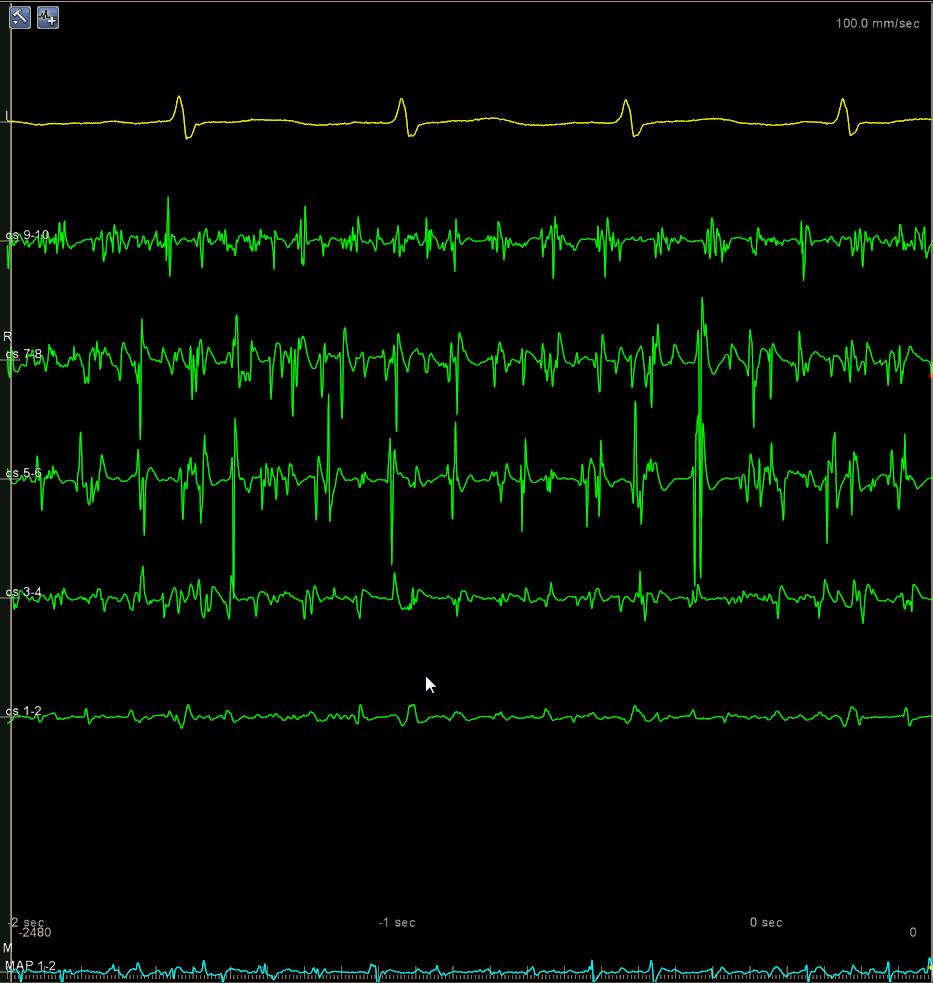 100.0 mm/sec
I
cs 9-10
R
cs 7-8
cs 5-6
cs 3-4
cs 1-2
-2 sec
-1 sec
0 sec
-2480
0
M
MAP 1-2